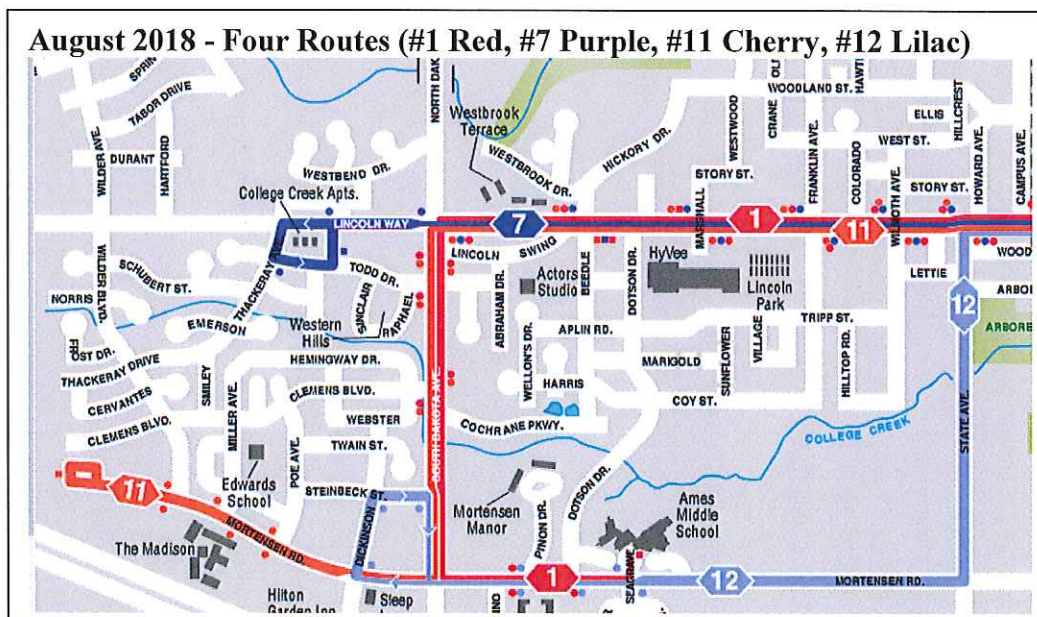 August 2018 - Four Routes (#1 Red, #7 Purple, #11 Cherry, #12 Lilac)
TABOR DRIVE
WILDER AVE.
HARTFORD
DURANT
WESTBEND DR.
College Creek Apts.
LINCOLN WAY
NORTH DAK
Westbrook
Terrace
WESTBROOK DR.
HICKORY DR.
WOODLAND ST.
WESTWOOD
CRANE
FRANKLIN AVE.
COLORADO
HAWT
ELLIS
WEST ST.
HILLCREST
HOWARD AVE.
CAMPUS AVE.
STORY ST.
STORY ST.
WILMOTH AVE.
MARSHALL
7
1
11
LINCOLN
SWING
LETTIE
WOOD
ARBOR
THACKERAY AVE.
TODD DR.
SCHUBERT ST.
SINCLAIR
RAPHAEL
NORRIS
WILDER BLVD.
EMERSON
Western
Hills
Actors
Studio
BEEDLE
DOTSON DR.
HyVee
Lincoln
Park
ABRAHAM DR.
12
ARBORE
APLIN RD.
TRIPP ST.
FROST DR.
THACKERAY DRIVE
SMILEY
HEMINGWAY DR.
WELLON'S DR.
MARIGOLD
SUNFLOWER
VILLAGE
HILLTOP RD.
CERVANTES
MILLER AVE.
CLEMENS BLVD.
HARRIS
COY ST.
CLEMENS BLVD.
WEBSTER
COCHRANE PKWY.
COLLEGE CREEK
STATE AVE.
TWAIN ST.
POE AVE.
SOUTH DAKOTA AVE.
Edwards
School
STEINBECK ST.
Mortensen
Manor
DOTSON DR.
Ames
Middle
School
11
MORTENSEN RD.
The Madison
DICKINSON
PINON DR.
1
SEAGRAVE
12
MORTENSEN RD.
Hilton
Garden Inn
Sleep